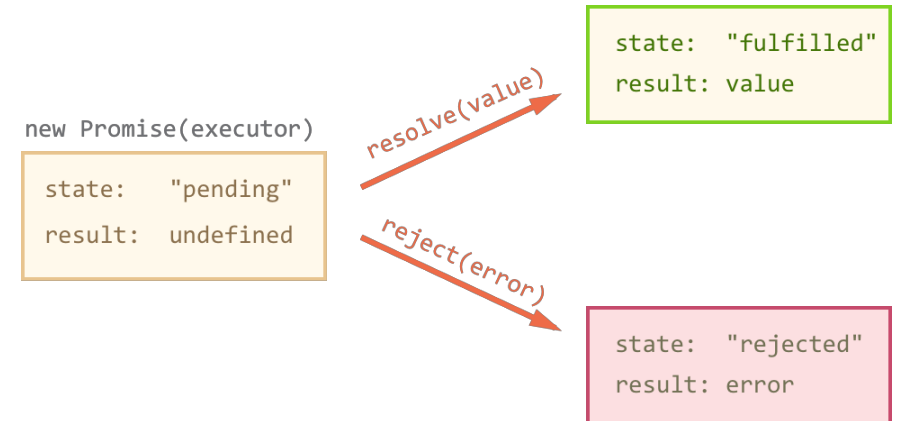 new Promise(executor)
state: "pending"
result: undefined
resolve(value)
reject(error)
state: "fulfilled"
result: value
state: "rejected"
result: error